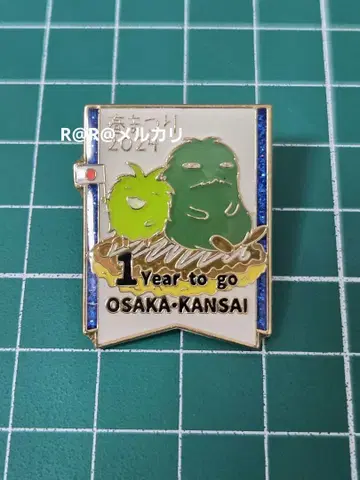 R@R@メルカリ
2024
1 Year to go
OSAKA・KANSAI